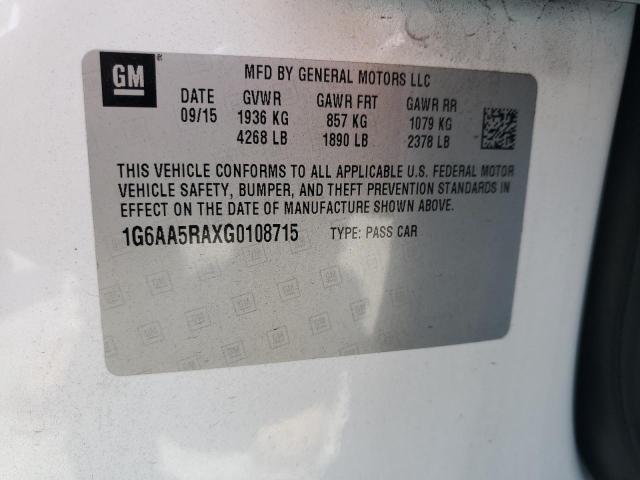 GM
MFD BY GENERAL MOTORS LLC
DATE GVWR GAWR FRT GAWR RR
09/15 1936 KG 857 KG 1079 KG
4268 LB 1890 LB 2378 LB
THIS VEHICLE CONFORMS TO ALL APPLICABLE U.S. FEDERAL MOTOR
VEHICLE SAFETY, BUMPER, AND THEFT PREVENTION STANDARDS IN
EFFECT ON THE DATE OF MANUFACTURE SHOWN ABOVE.
1G6AA5RAXG0108715 TYPE: PASS CAR